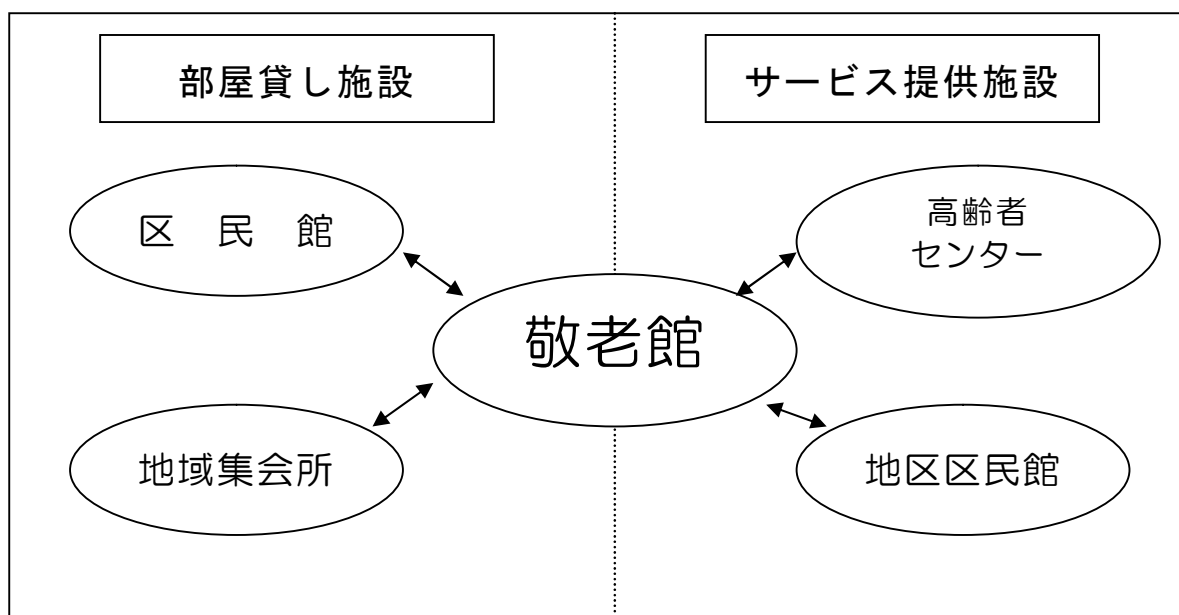 部屋貸し施設
サービス提供施設
区　民　館
高齢者
センター
敬老館
地域集会所
地区区民館